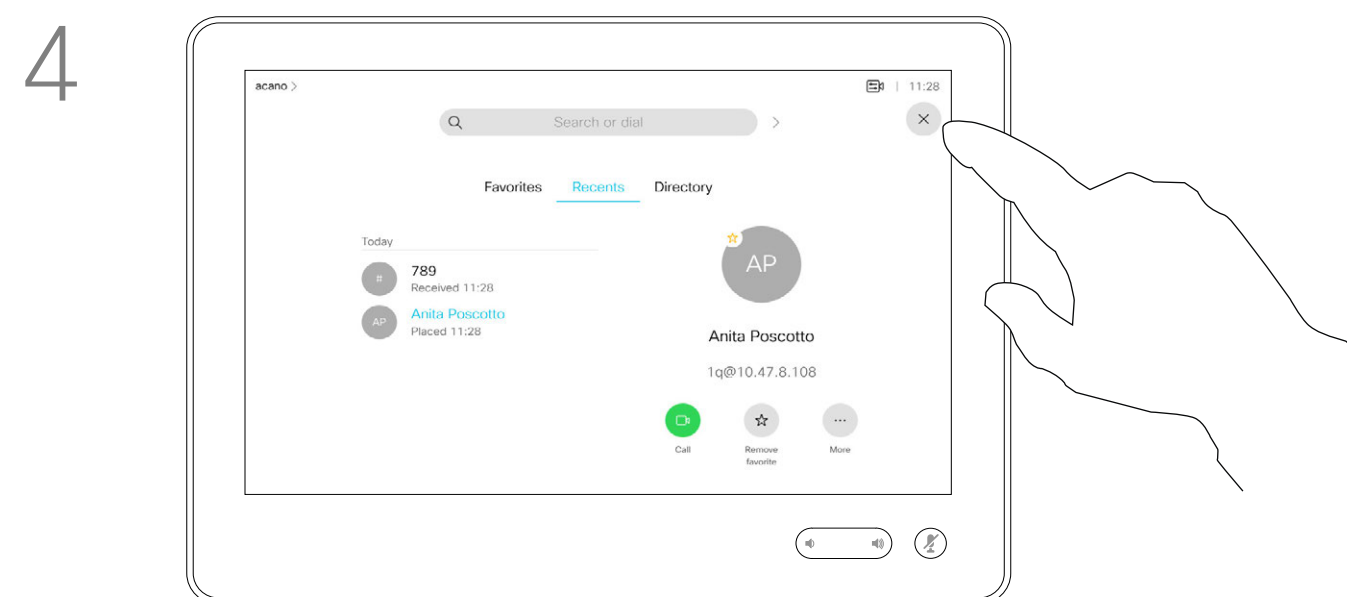 4
acano >
11:28
Search or dial
Favorites Recents Directory
Today
#
789
Received 11:28
AP
Anita Poscotto
Placed 11:28
AP
Anita Poscotto
1q@10.47.8.108
Call
Remove
favorite
More